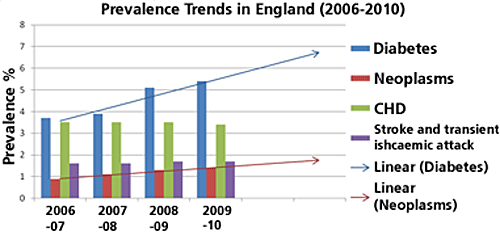 Prevalence Trends in England (2006-2010)
Prevalence %
8
7
6
5
4
3
2
1
0
2006
-07
2007
-08
2008
-09
2009
-10
Diabetes
Neoplasms
CHD
Stroke and transient
ishcaemic attack
Linear (Diabetes)
Linear
(Neoplasms)